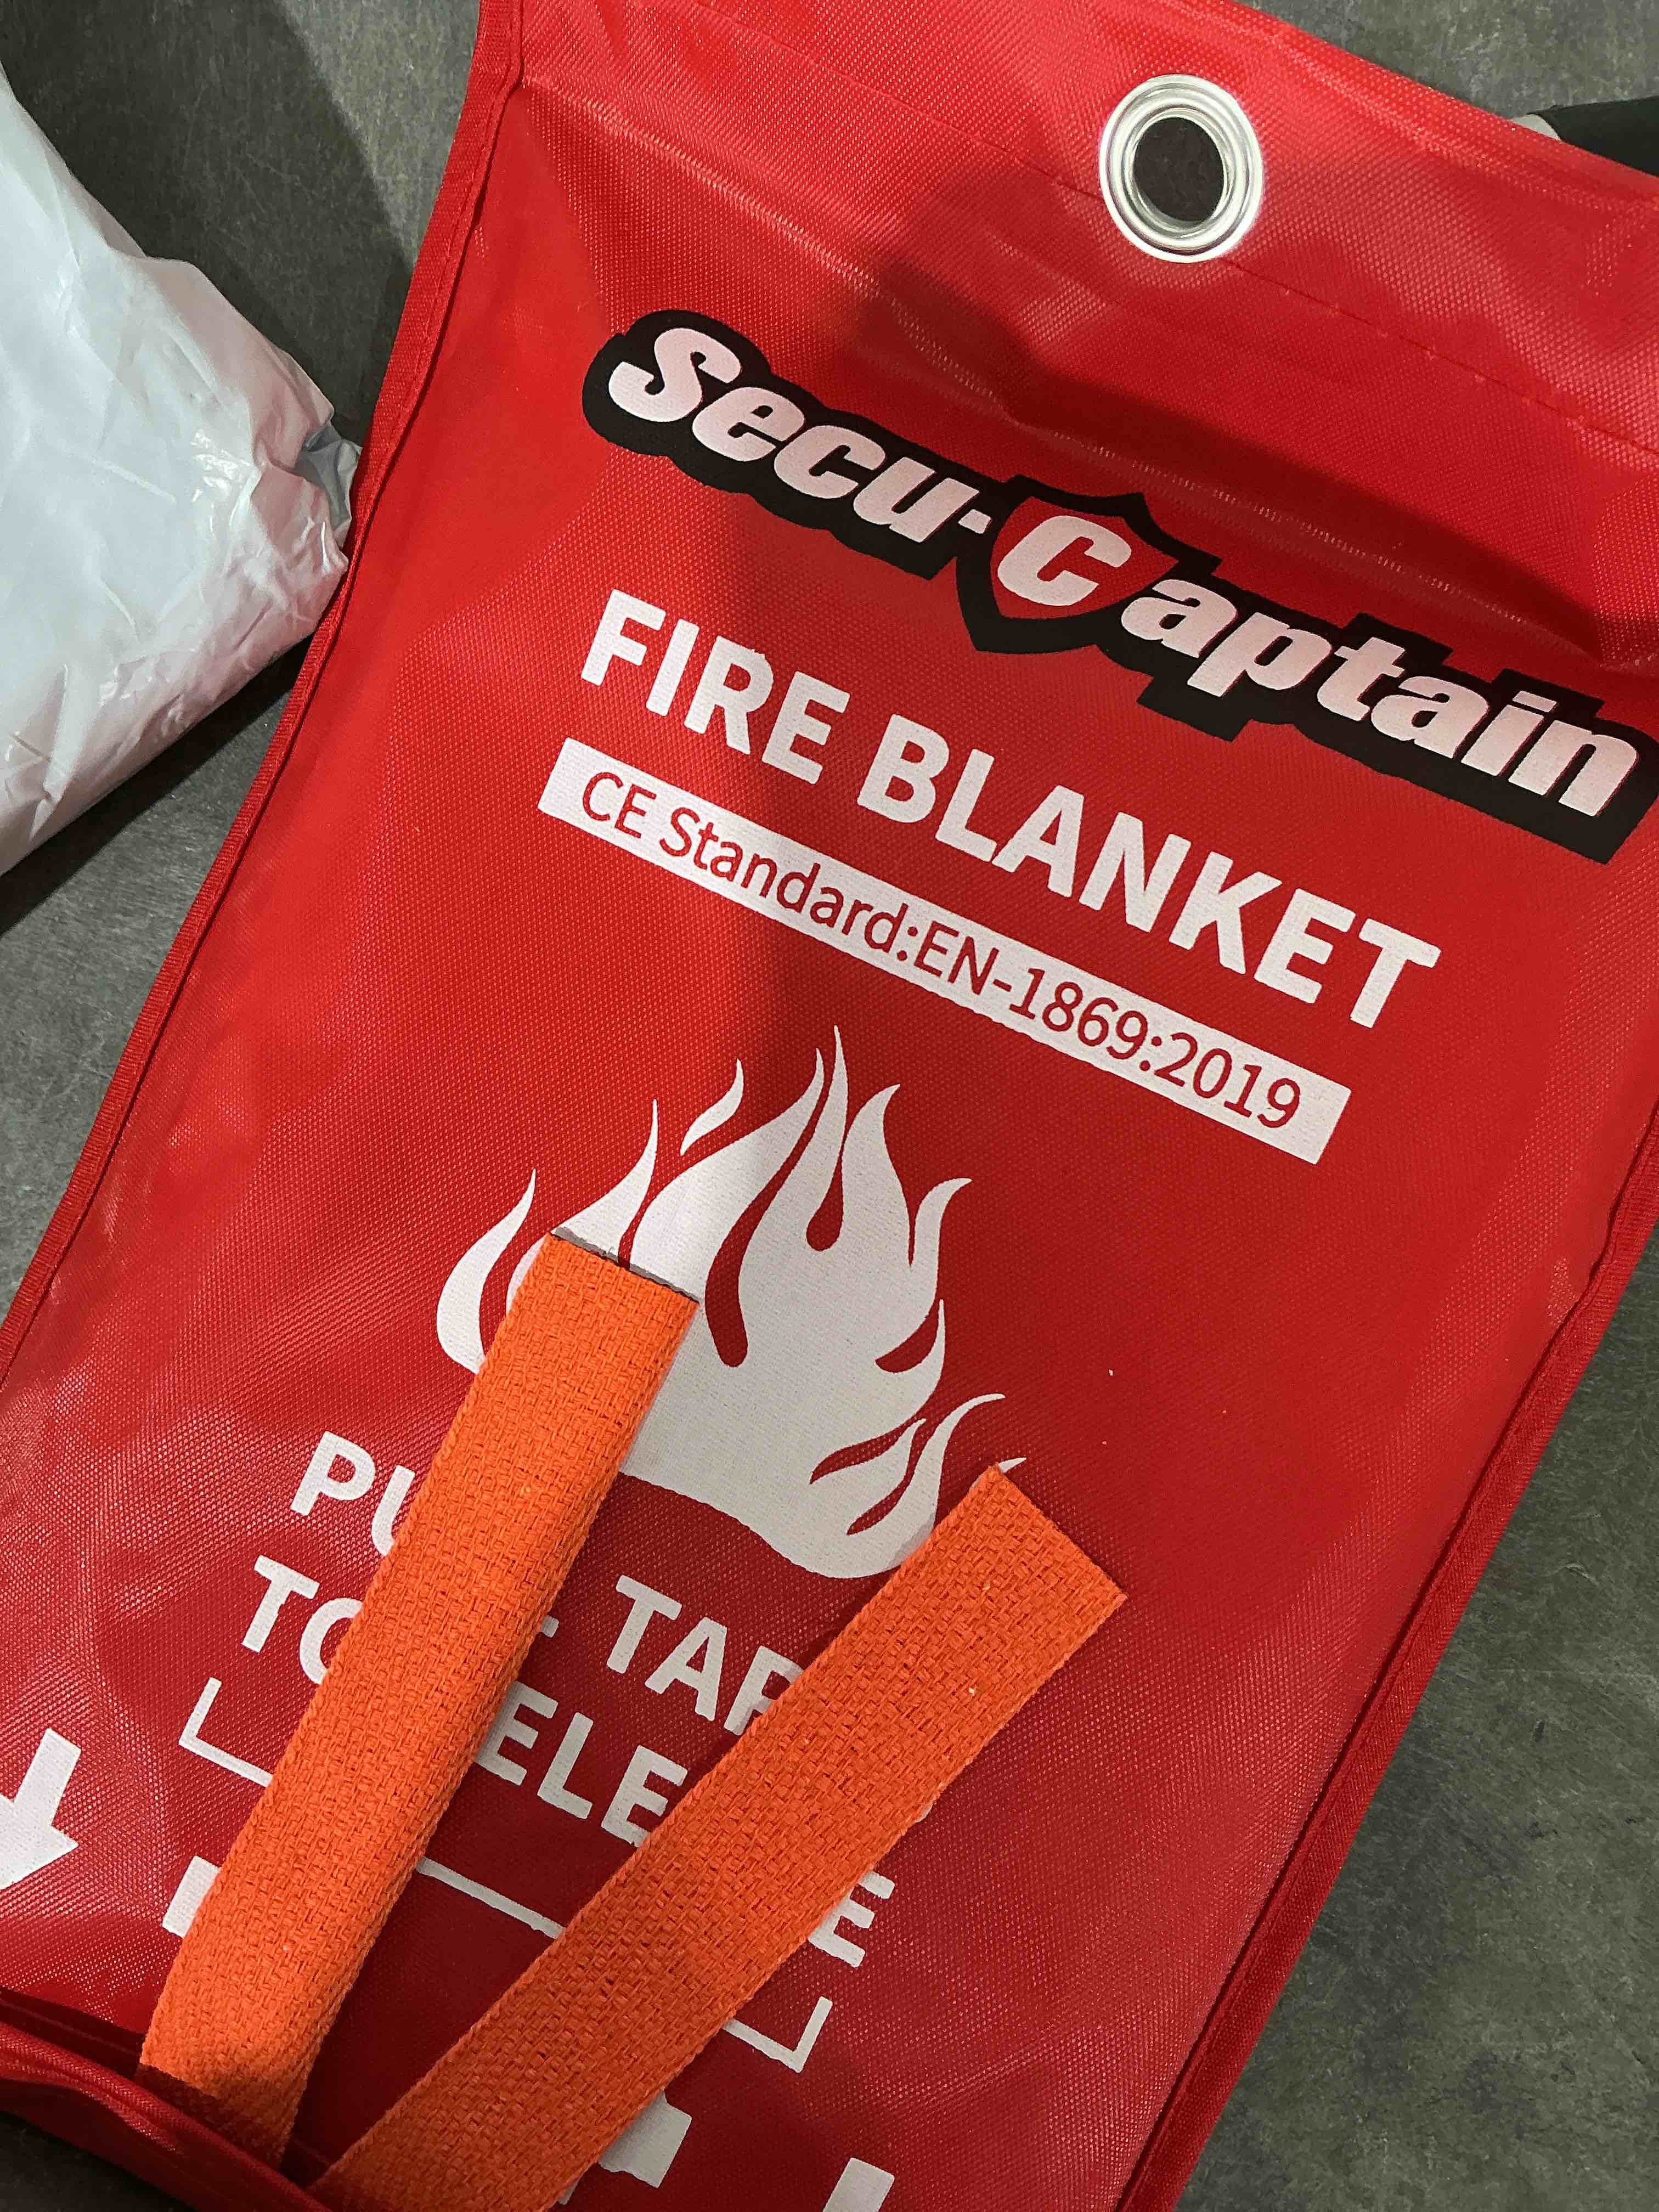 Secu-Captain
FIRE BLANKET
CE Standard:EN-1869:2019